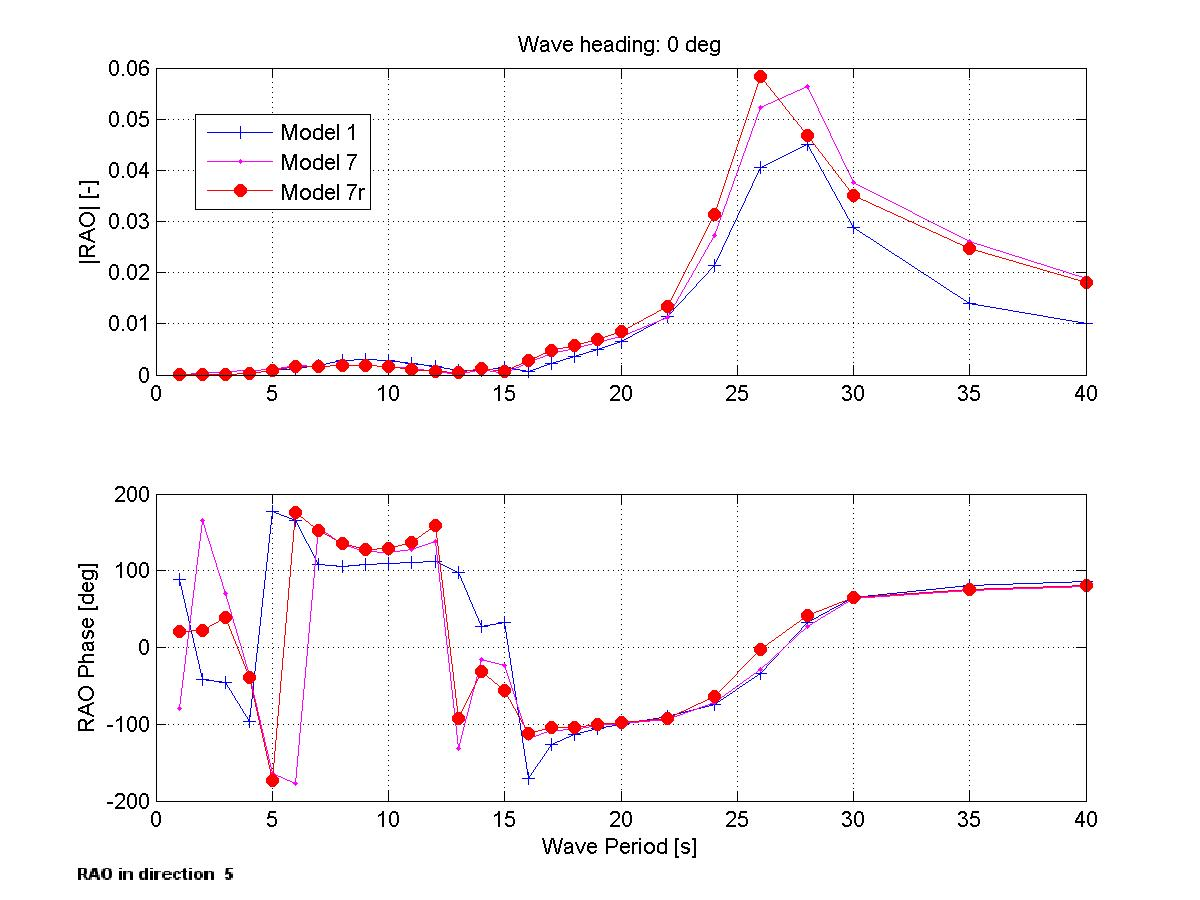 Wave heading: 0 deg
0.06
0.05
0.04
0.03
0.02
0.01
0
|RAO| [-]
Model 1
Model 7
Model 7r
0 5 10 15 20 25 30 35 40
200
100
0
-100
-200
RAO Phase [deg]
0 5 10 15 20 25 30 35 40
Wave Period [s]
RAO in direction 5